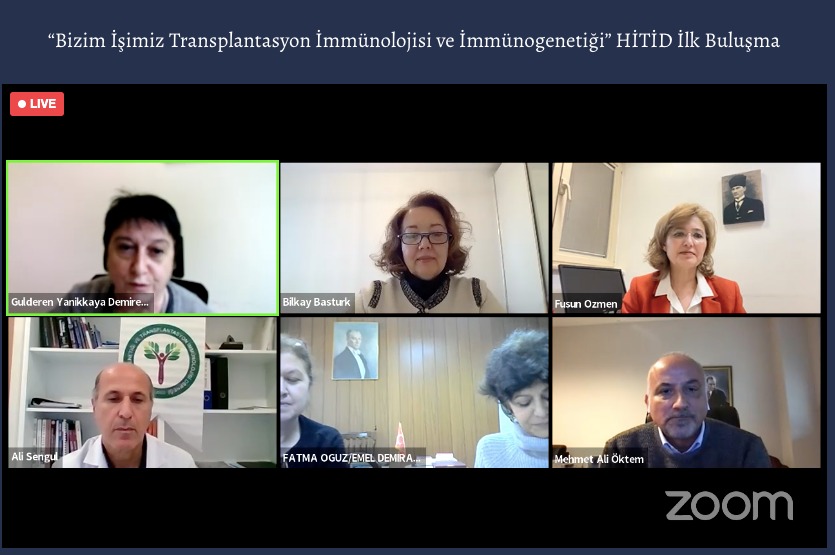 “Bizim İşimiz Transplantasyon İmmünolojisi ve İmmünogenetiği” HİTİD İlk Buluşma
LIVE
Gulderen Yanikkaya Demire...
Bilkay Basturk
Fusun Ozmen
Ali Sengul
FATMA OGUZ/EMEL DEMIRA...
Mehmet Ali Öktem
zoom